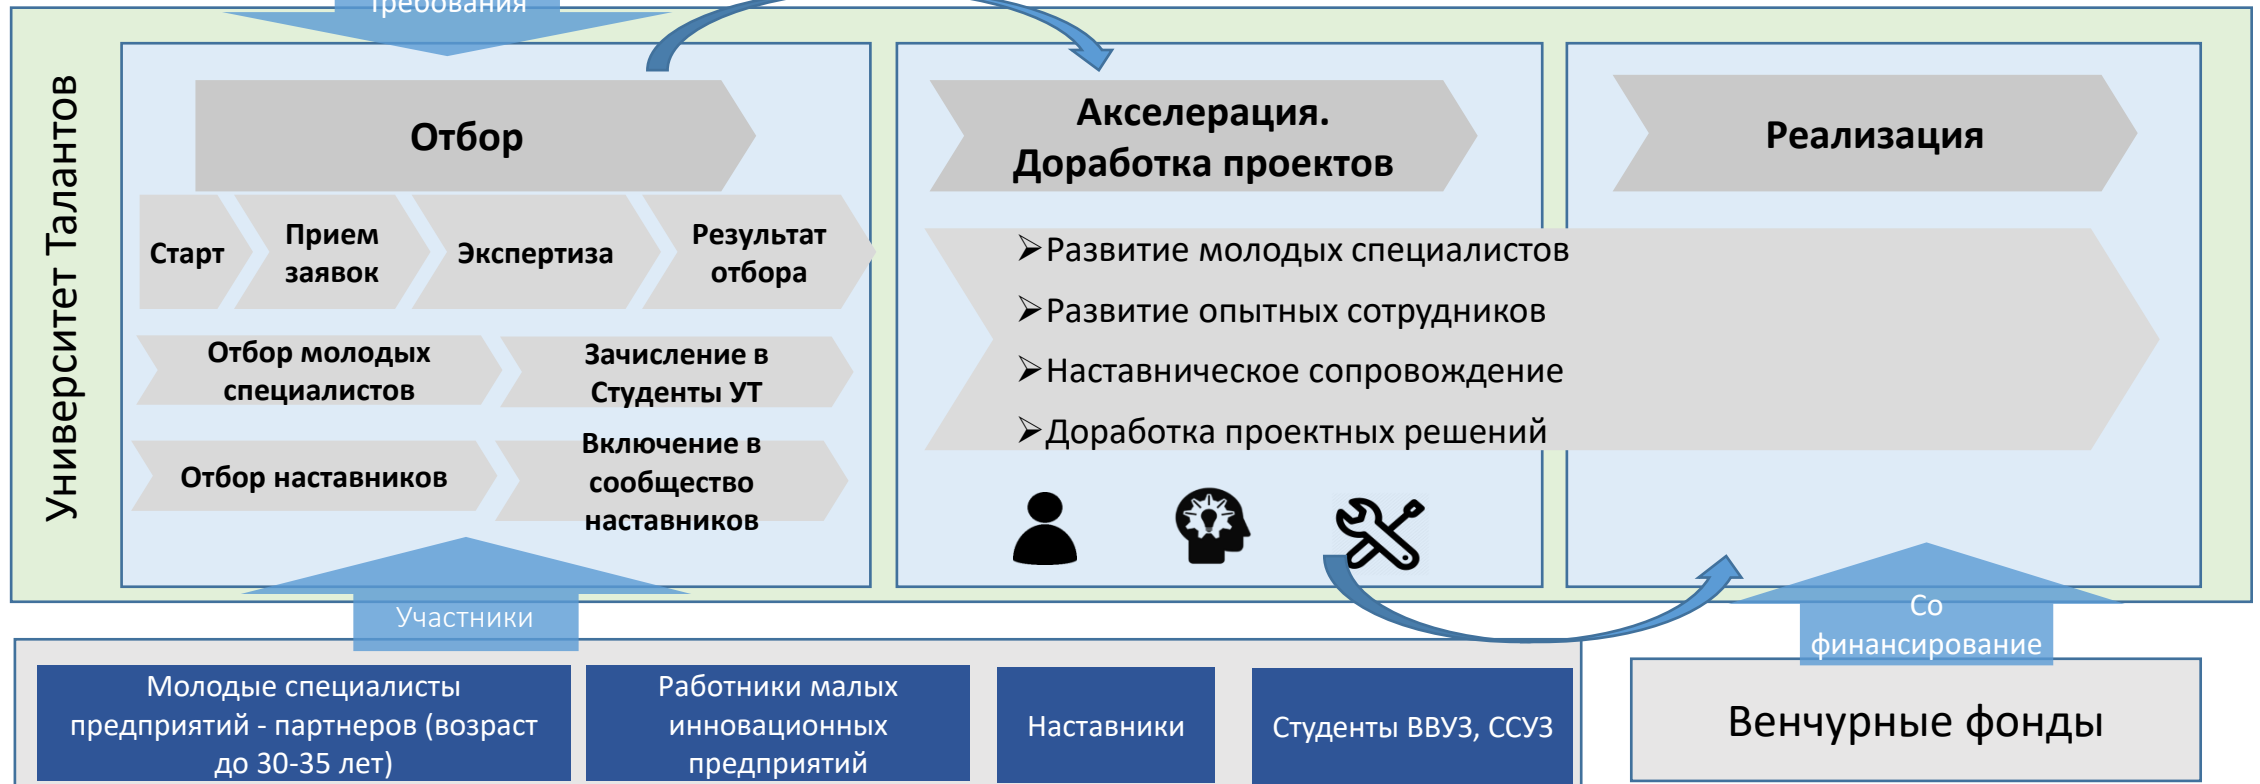 требования
Университет Талантов
Отбор
Старт
Прием
заявок
Экспертиза
Результат
отбора
Отбор молодых
специалистов
Зачисление в
Студенты УТ
Отбор наставников
Включение в
сообщество
наставников
Акселерация.
Доработка проектов
Реализация
Развитие молодых специалистов
Развитие опытных сотрудников
Наставническое сопровождение
Доработка проектных решений
Участники
Со
финансирование
Молодые специалисты
предприятий - партнеров (возраст
до 30-35 лет)
Работники малых
инновационных
предприятий
Наставники
Студенты ВВУЗ, ССУЗ
Венчурные фонды